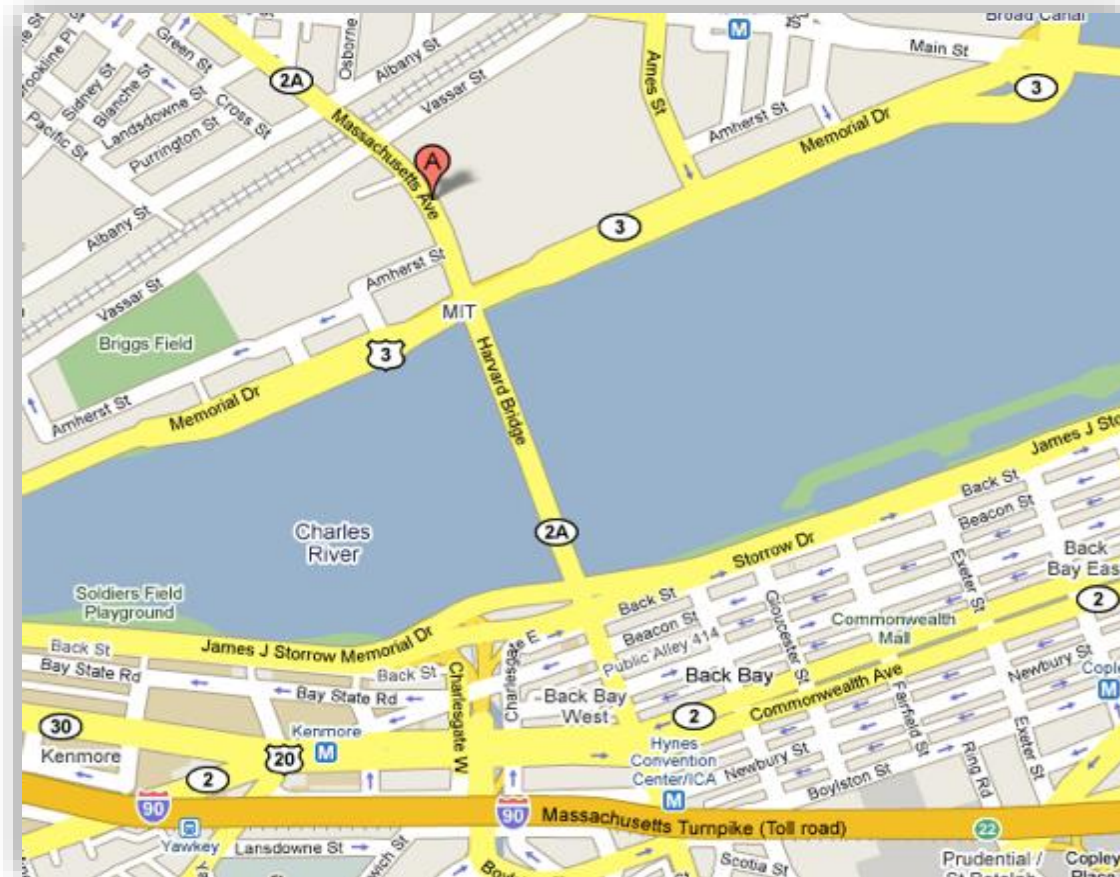 Broad Canal
M
Main St
Green St
Osborne
Albany St
2A
Ames St
3
Brookline Pl
Sidney St
Blanche St
Cross St
Vassar St
Landsdowne St
Amherst St
Memorial Dr
Pacific St
Purrington St
Massachusetts Ave
A
Albany St
3
Amherst St
Vassar St
MIT
Briggs Field
3
Harvard Bridge
Amherst St
Memorial Dr
James J Sto
Back St
Beacon St
Charles
River
2A
Storrow Dr
Exeter St
Back
Bay East
Soldiers Field
Playground
Back St
Gloucester St
2
Beacon St
Commonwealth
Mall
James J Storrow Memorial Dr
Public Alley 414
Back St
Back St
Charlesgate E
Newbury St
Bay State Rd
Back Bay
Commonwealth Ave
Bay State Rd
Back Bay
West
Fairfield St
Cople
M
30
Charlesgate W
2
Kenmore
M
Hynes
Convention
Center/ICA
M
Exeter St
Kenmore
20
Newbury St
Ring Rd
2
Boylston St
90
90
Massachusetts Turnpike (Toll road)
22
Yawkey
Lansdowne St
Scotia St
Prudential /
Copley
Place